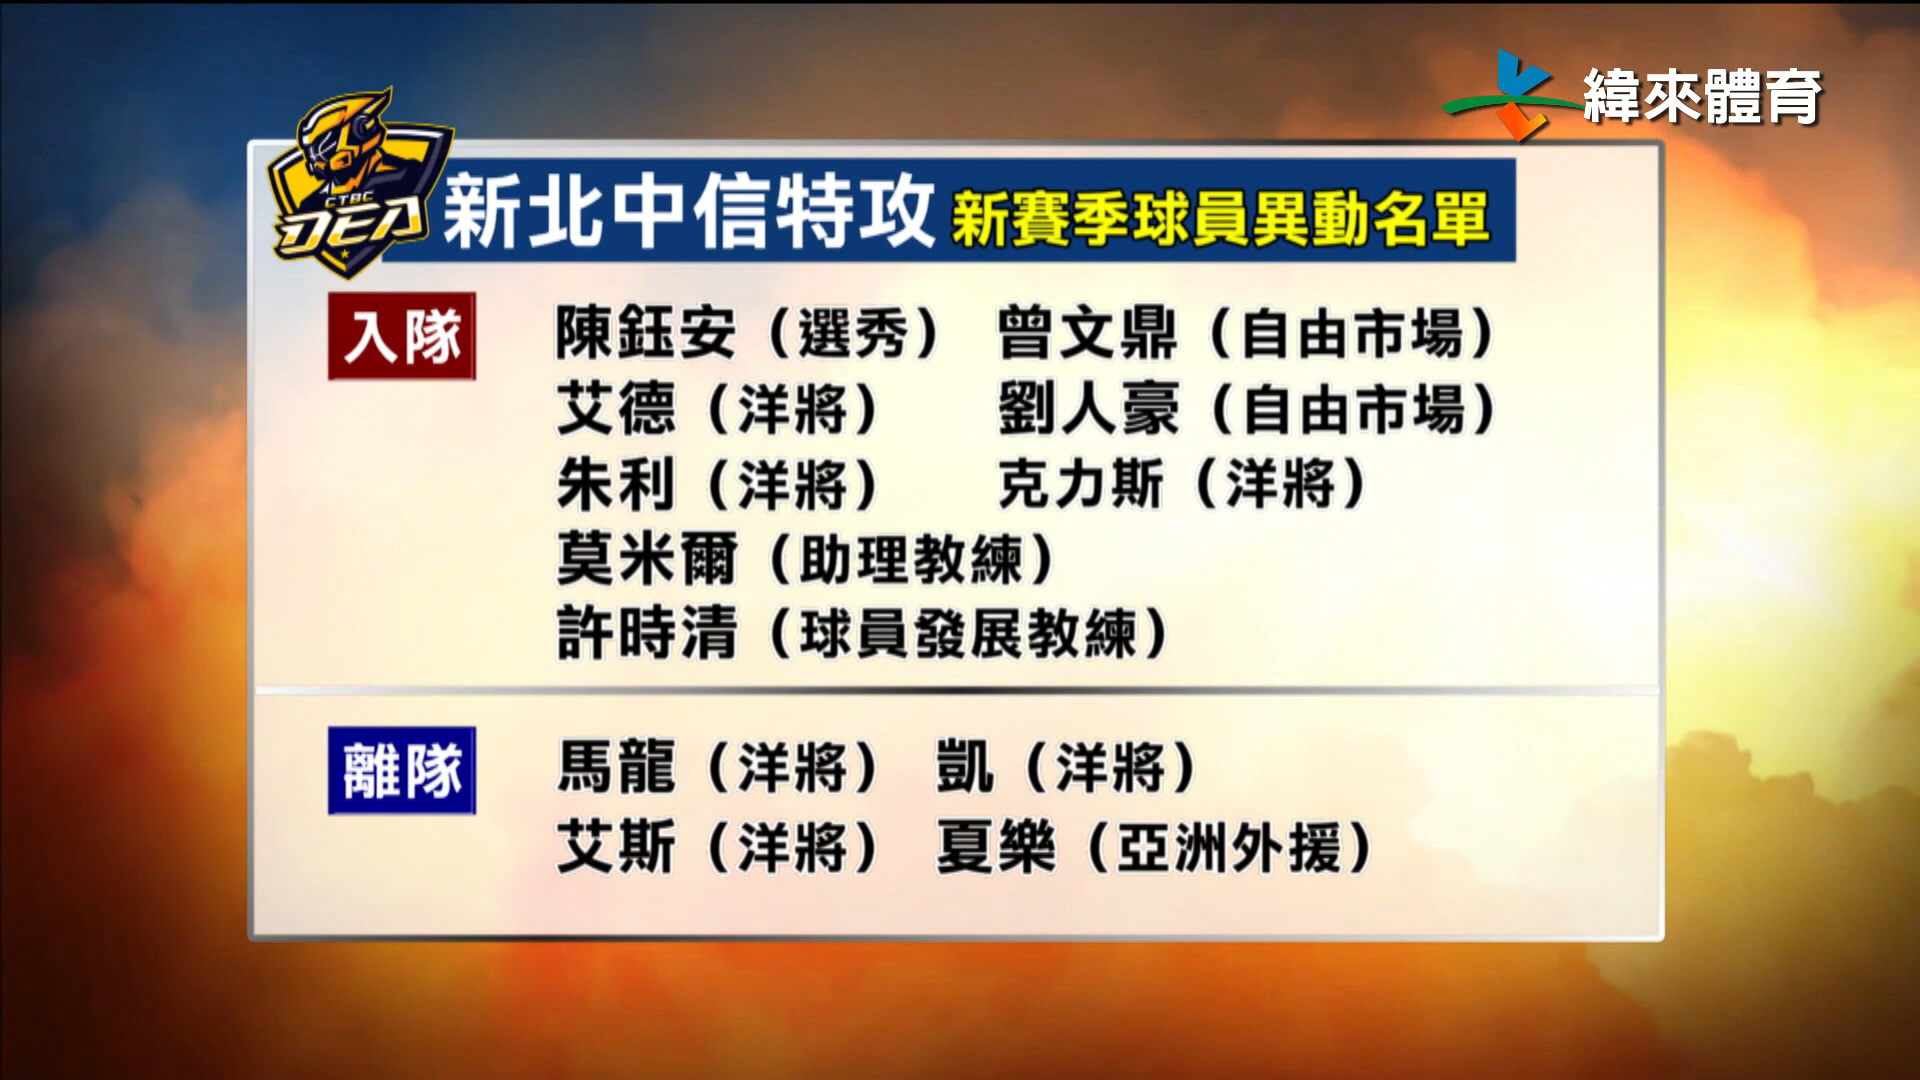 緯來體育
CTBC
DEA
新北中信特攻 新賽季球員異動名單
入隊
陳鈺安（選秀） 曾文鼎（自由市場）
艾德（洋將） 劉人豪（自由市場）
朱利（洋將） 克力斯（洋將）
莫米爾（助理教練）
許時清（球員發展教練）
離隊
馬龍（洋將） 凱（洋將）
艾斯（洋將） 夏樂（亞洲外援）